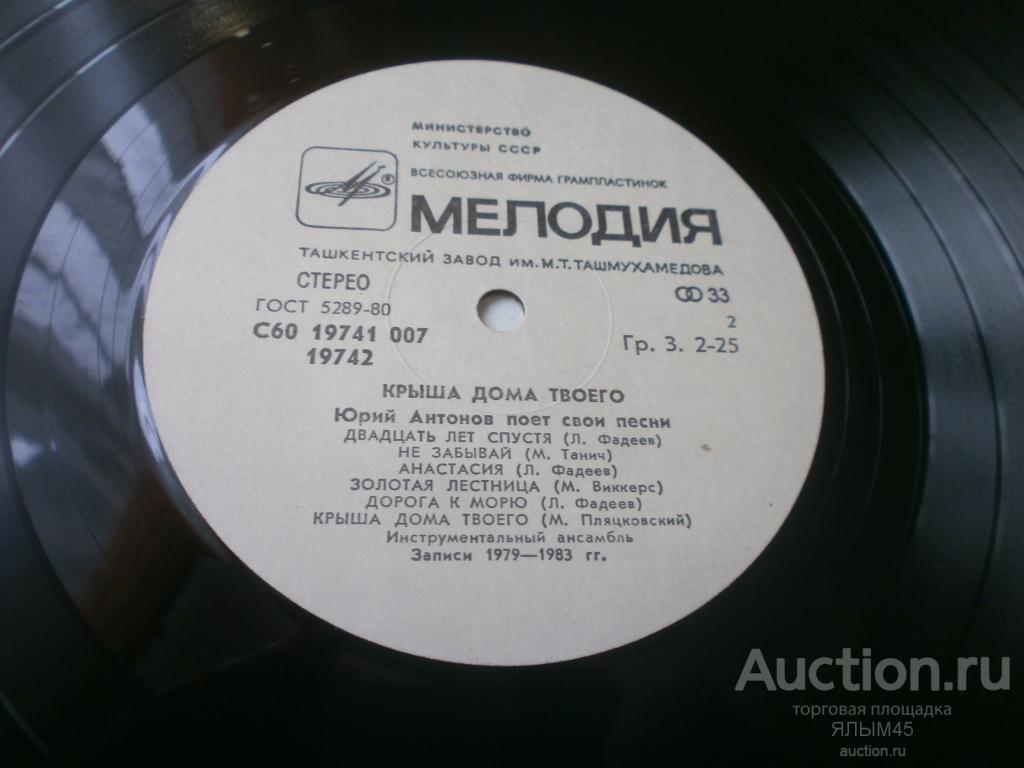 МИНИСТЕРСТВО
КУЛЬТУРЫ СССР
ВСЕСОЮЗНАЯ ФИРМА ГРАМПЛАСТИНОК
МЕЛОДИЯ
ТАШКЕНТСКИЙ ЗАВОД ИМ. М.Т. ТАШМУХАМЕДОВА
СТЕРЕО
33
ГОСТ 5289-80
2
С60 19741 007
Гр. 3. 2-25
19742
КРЫША ДОМА ТВОЕГО
Юрий Антонов поет свои песни
ДВАДЦАТЬ ЛЕТ СПУСТЯ (Л. Фадеев)
НЕ ЗАБЫВАЙ (М. Танич)
АНАСТАСИЯ (Л. Фадеев)
ЗОЛОТАЯ ЛЕСТНИЦА (М. Виккерс)
ДОРОГА К МОРЮ (Л. Фадеев)
КРЫША ДОМА ТВОЕГО (М. Пляцковский)
Инструментальный ансамбль
Записи 1979—1983 гг.
Auction.ru
торговая площадка
ЯЛЫМ45
auction.ru